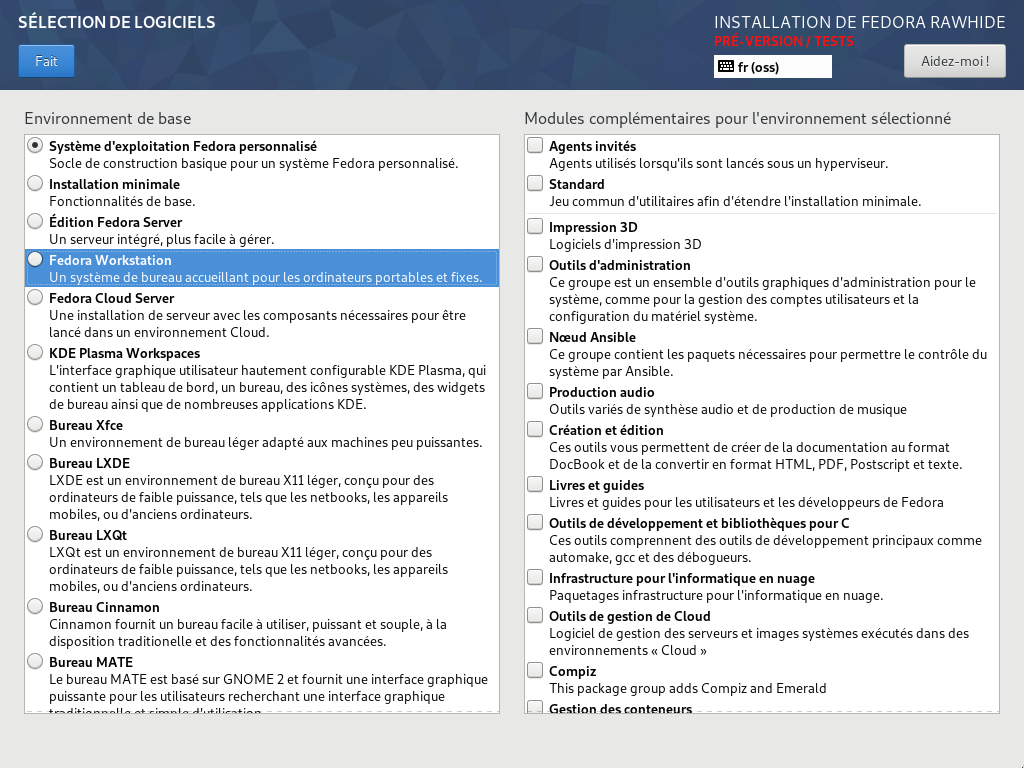 SÉLECTION DE LOGICIELS
INSTALLATION DE FEDORA RAWHIDE
PRÉ-VERSION / TESTS
Fait
fr (oss)
Aidez-moi !
Environnement de base
Système d'exploitation Fedora personnalisé
Socle de construction basique pour un système Fedora personnalisé.
Installation minimale
Fonctionnalités de base.
Édition Fedora Server
Un serveur intégré, plus facile à gérer.
Fedora Workstation
Un système de bureau accueillant pour les ordinateurs portables et fixes.
Fedora Cloud Server
Une installation de serveur avec les composants nécessaires pour être
lancé dans un environnement Cloud.
KDE Plasma Workspaces
L'interface graphique utilisateur hautement configurable KDE Plasma, qui
contient un tableau de bord, un bureau, des icônes systèmes, des widgets
de bureau ainsi que de nombreuses applications KDE.
Bureau Xfce
Un environnement de bureau léger adapté aux machines peu puissantes.
Bureau LXDE
LXDE est un environnement de bureau X11 léger, conçu pour des
ordinateurs de faible puissance, tels que les netbooks, les appareils
mobiles, ou d'anciens ordinateurs.
Bureau LXQt
LXQt est un environnement de bureau X11 léger, conçu pour des
ordinateurs de faible puissance, tels que les netbooks, les appareils
mobiles, ou d'anciens ordinateurs.
Bureau Cinnamon
Cinnamon fournit un bureau facile à utiliser, puissant et souple, à la
disposition traditionelle et des fonctionnalités avancées.
Bureau MATE
Le bureau MATE est basé sur GNOME 2 et fournit une interface graphique
puissante pour les utilisateurs recherchant une interface graphique
traditionnelle et simple d'utilisation.
Modules complémentaires pour l'environnement sélectionné
Agents invités
Agents utilisés lorsqu'ils sont lancés sous un hyperviseur.
Standard
Jeu commun d'utilitaires afin d'étendre l'installation minimale.
Impression 3D
Logiciels d'impression 3D
Outils d'administration
Ce groupe est un ensemble d'outils graphiques d'administration pour le
système, comme pour la gestion des comptes utilisateurs et la
configuration du matériel système.
Nœud Ansible
Ce groupe contient les paquets nécessaires pour permettre le contrôle du
système par Ansible.
Production audio
Outils variés de synthèse audio et de production de musique
Création et édition
Ces outils vous permettent de créer de la documentation au format
DocBook et de la convertir en format HTML, PDF, Postscript et texte.
Livres et guides
Livres et guides pour les utilisateurs et les développeurs de Fedora
Outils de développement et bibliothèques pour C
Ces outils comprennent des outils de développement principaux comme
automake, gcc et des débogueurs.
Infrastructure pour l'informatique en nuage
Paquetages infrastructure pour l'informatique en nuage.
Outils de gestion de Cloud
Logiciel de gestion des serveurs et images systèmes exécutés dans des
environnements « Cloud »
Compiz
This package group adds Compiz and Emerald
Gestion des conteneurs